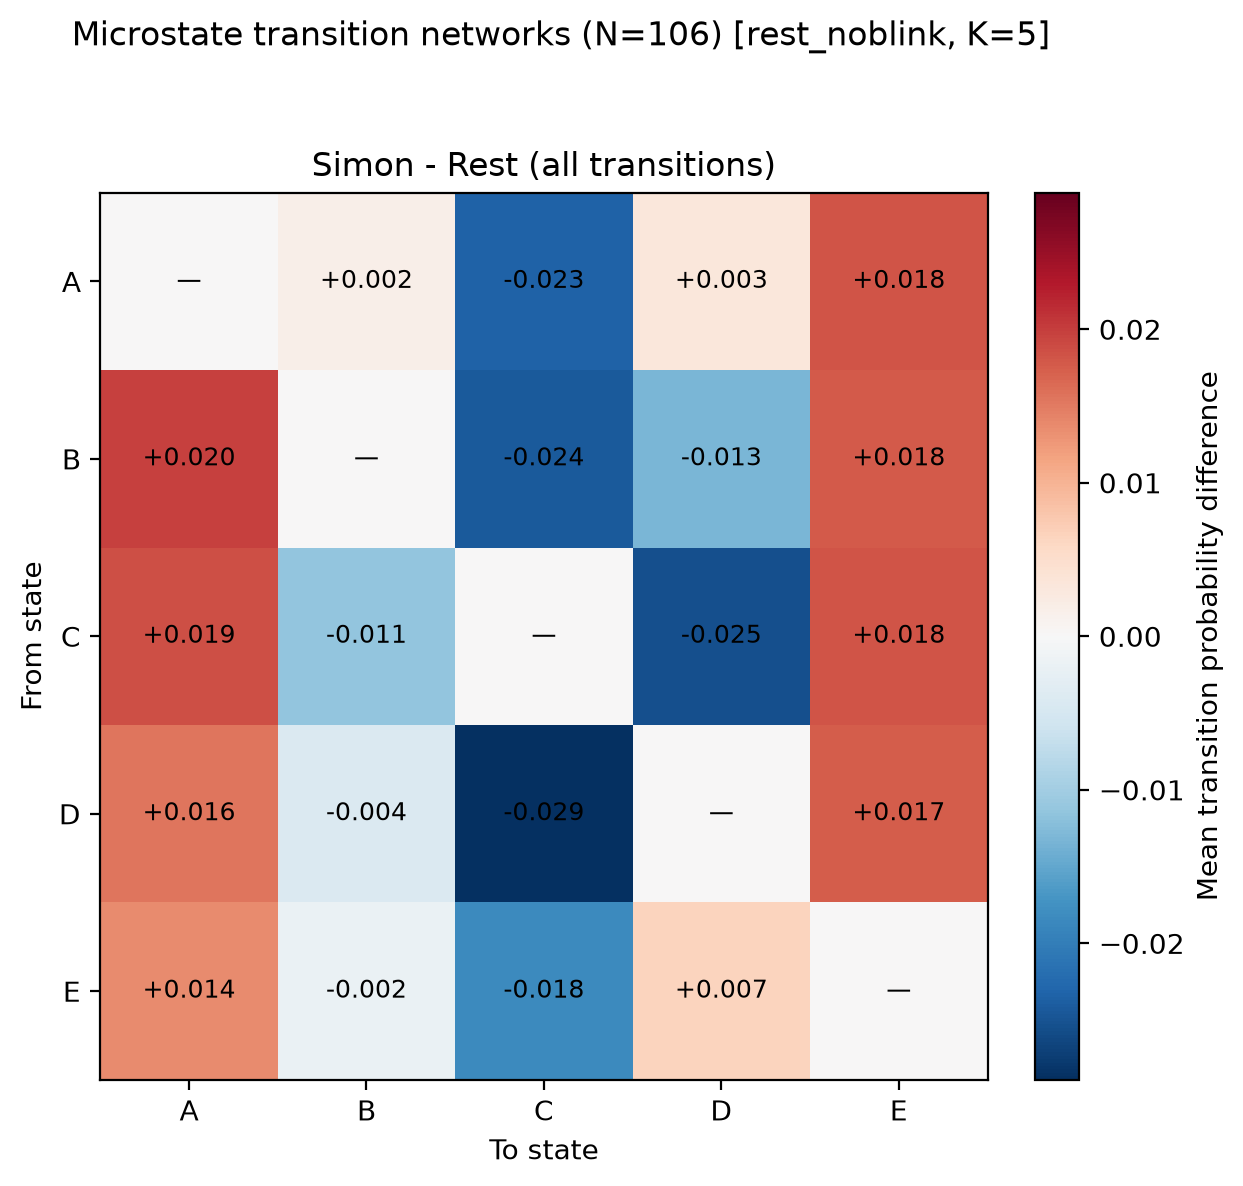 Microstate transition networks (N=106) [rest_noblink, K=5]
Simon - Rest (all transitions)
A — +0.002 -0.023 +0.003 +0.018
B +0.020 — -0.024 -0.013 +0.018
C +0.019 -0.011 — -0.025 +0.018
D +0.016 -0.004 -0.029 — +0.017
E +0.014 -0.002 -0.018 +0.007 —
A B C D E
To state
From state
0.02
0.01
0.00
−0.01
−0.02
Mean transition probability difference